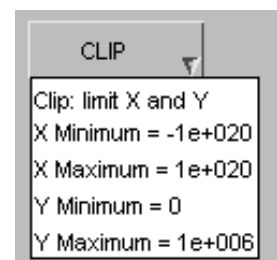 CLIP
Clip: limit X and Y
X Minimum = -1e+020
X Maximum = 1e+020
Y Minimum = 0
Y Maximum = 1e+006